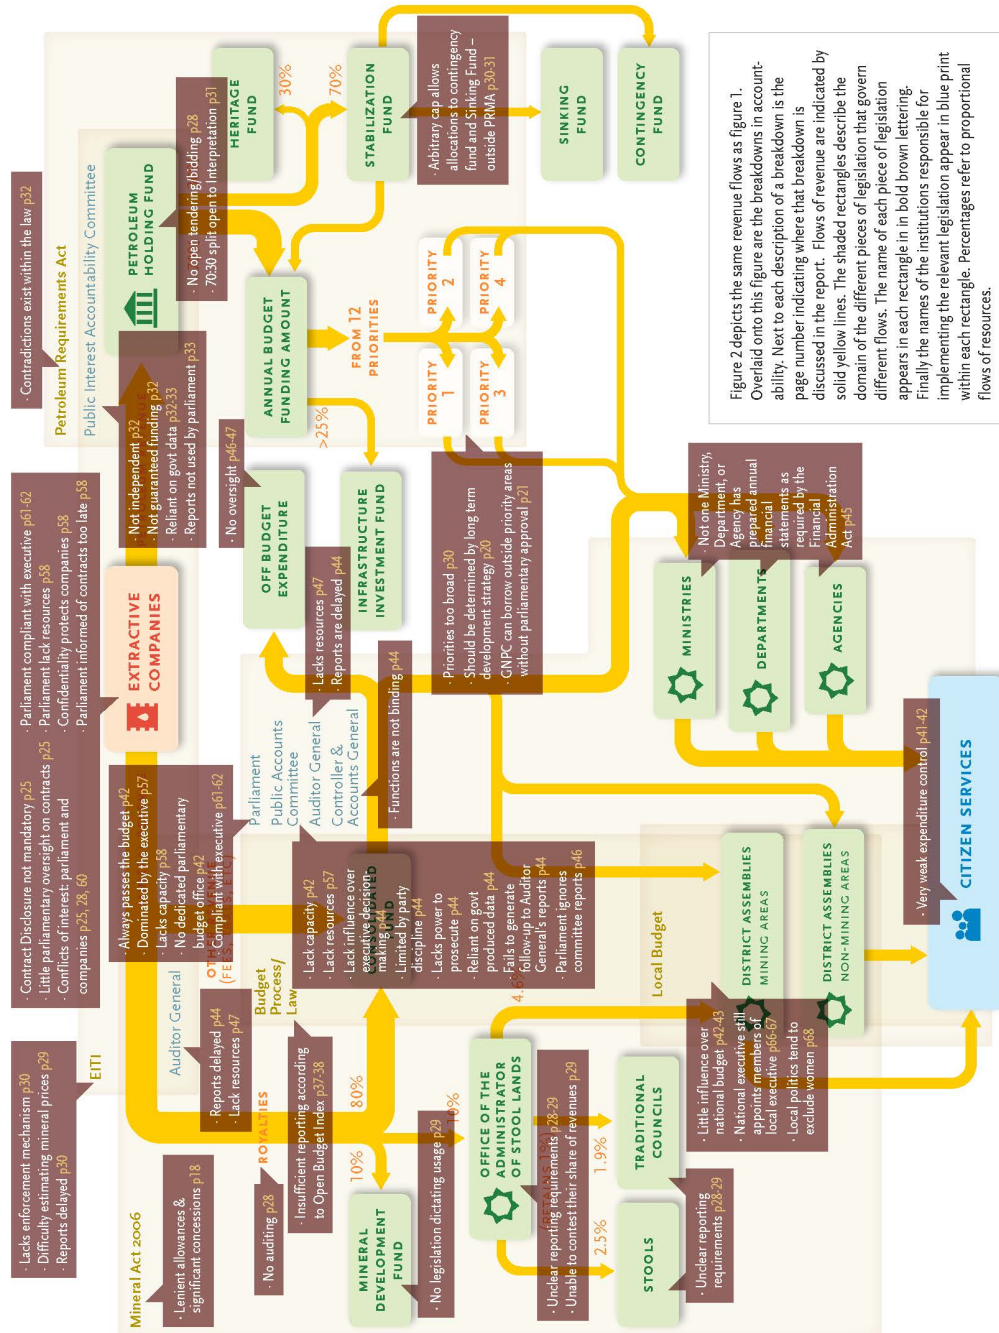 · Lacks enforcement mechanism p30
· Difficulty estimating mineral prices p29
· Reports delayed p30
EITI
· Contract Disclosure not mandatory p25
· Little parliamentary oversight on contracts p25
· Conflicts of interest: parliament and
companies p25, 28, 60
· Parliament compliant with executive p61-62
· Parliament lack resources p58
· Confidentiality protects companies p58
· Parliament informed of contracts too late p58
· Contradictions exist within the law p32
Petroleum Requirements Act
Public Interest Accountability Committee
Mineral Act 2006
· Lenient allowances &
significant concessions p18
Auditor General
· Reports delayed p44
· Lack resources p47
· Always passes the budget p42
· Dominated by the executive p57
· Lacks capacity p58
· No dedicated parliamentary
budget office p42
· Compliant with executive p61-62
EXTRACTIVE
COMPANIES
· Not independent p32
· Not guaranteed funding p32
· Reliant on govt data p32-33
· Reports not used by parliament p33
PETROLEUM
HOLDING FUND
· No open tendering/bidding p28
· 70:30 split open to Interpretation p31
HERITAGE
FUND
30%
70%
ROYALTIES
· No auditing p28
· Insufficient reporting according
to Open Budget Index p37-38
Budget
Process/
Law
Parliament
Public Accounts
Committee
Auditor General
Controller &
Accounts General
· No oversight p46-47
OFF BUDGET
EXPENDITURE
ANNUAL BUDGET
FUNDING AMOUNT
>25%
FROM 12
PRIORITIES
STABILIZATION
FUND
· Arbitrary cap allows
allocations to contingency
fund and Sinking Fund –
outside PRMA p30-31
· Lacks resources p47
· Reports are delayed p44
INFRASTRUCTURE
INVESTMENT FUND
· Functions are not binding p44
MINERAL
DEVELOPMENT
FUND
10%
80%
· No legislation dictating usage p29
10%
· Lack capacity p42
· Lack resources p57
· Lack influence over
executive decision-
making p44
· Limited by party
discipline p44
· Lacks power to
prosecute p44
· Reliant on govt
produced data p44
· Fails to generate
follow-up to Auditor
General's reports p44
· Parliament ignores
committee reports p46
PRIORITY
1
PRIORITY
2
PRIORITY
3
PRIORITY
4
· Priorities too broad p30
· Should be determined by long term
development strategy p20
· GNPC can borrow outside priority areas
without parliamentary approval p21
SINKING
FUND
CONTINGENCY
FUND
OFFICE OF THE
ADMINISTRATOR
OF STOOL LANDS
4.6%
· Unclear reporting requirements p28-29
· Unable to contest their share of revenues p29
2.5%
1.9%
STOOLS
TRADITIONAL
COUNCILS
· Unclear reporting
requirements p28-29
Local Budget
DISTRICT ASSEMBLIES
MINING AREAS
DISTRICT ASSEMBLIES
NON-MINING AREAS
· Little influence over
national budget p42-43
· National executive still
appoints members of
local executive p66-67
· Local politics tend to
exclude women p68
MINISTRIES
DEPARTMENTS
AGENCIES
· Not one Ministry,
Department, or
Agency has
prepared annual
financial
statements as
required by the
Financial
Administration
Act p45
· Very weak expenditure control p41-42
CITIZEN SERVICES
Figure 2 depicts the same revenue flows as figure 1.
Overlaid onto this figure are the breakdowns in account-
ability. Next to each description of a breakdown is the
page number indicating where that breakdown is
discussed in the report. Flows of revenue are indicated by
solid yellow lines. The shaded rectangles describe the
domain of the different pieces of legislation that govern
different flows. The name of each piece of legislation
appears in each rectangle in in bold brown lettering.
Finally the names of the institutions responsible for
implementing the relevant legislation appear in blue print
within each rectangle. Percentages refer to proportional
flows of resources.